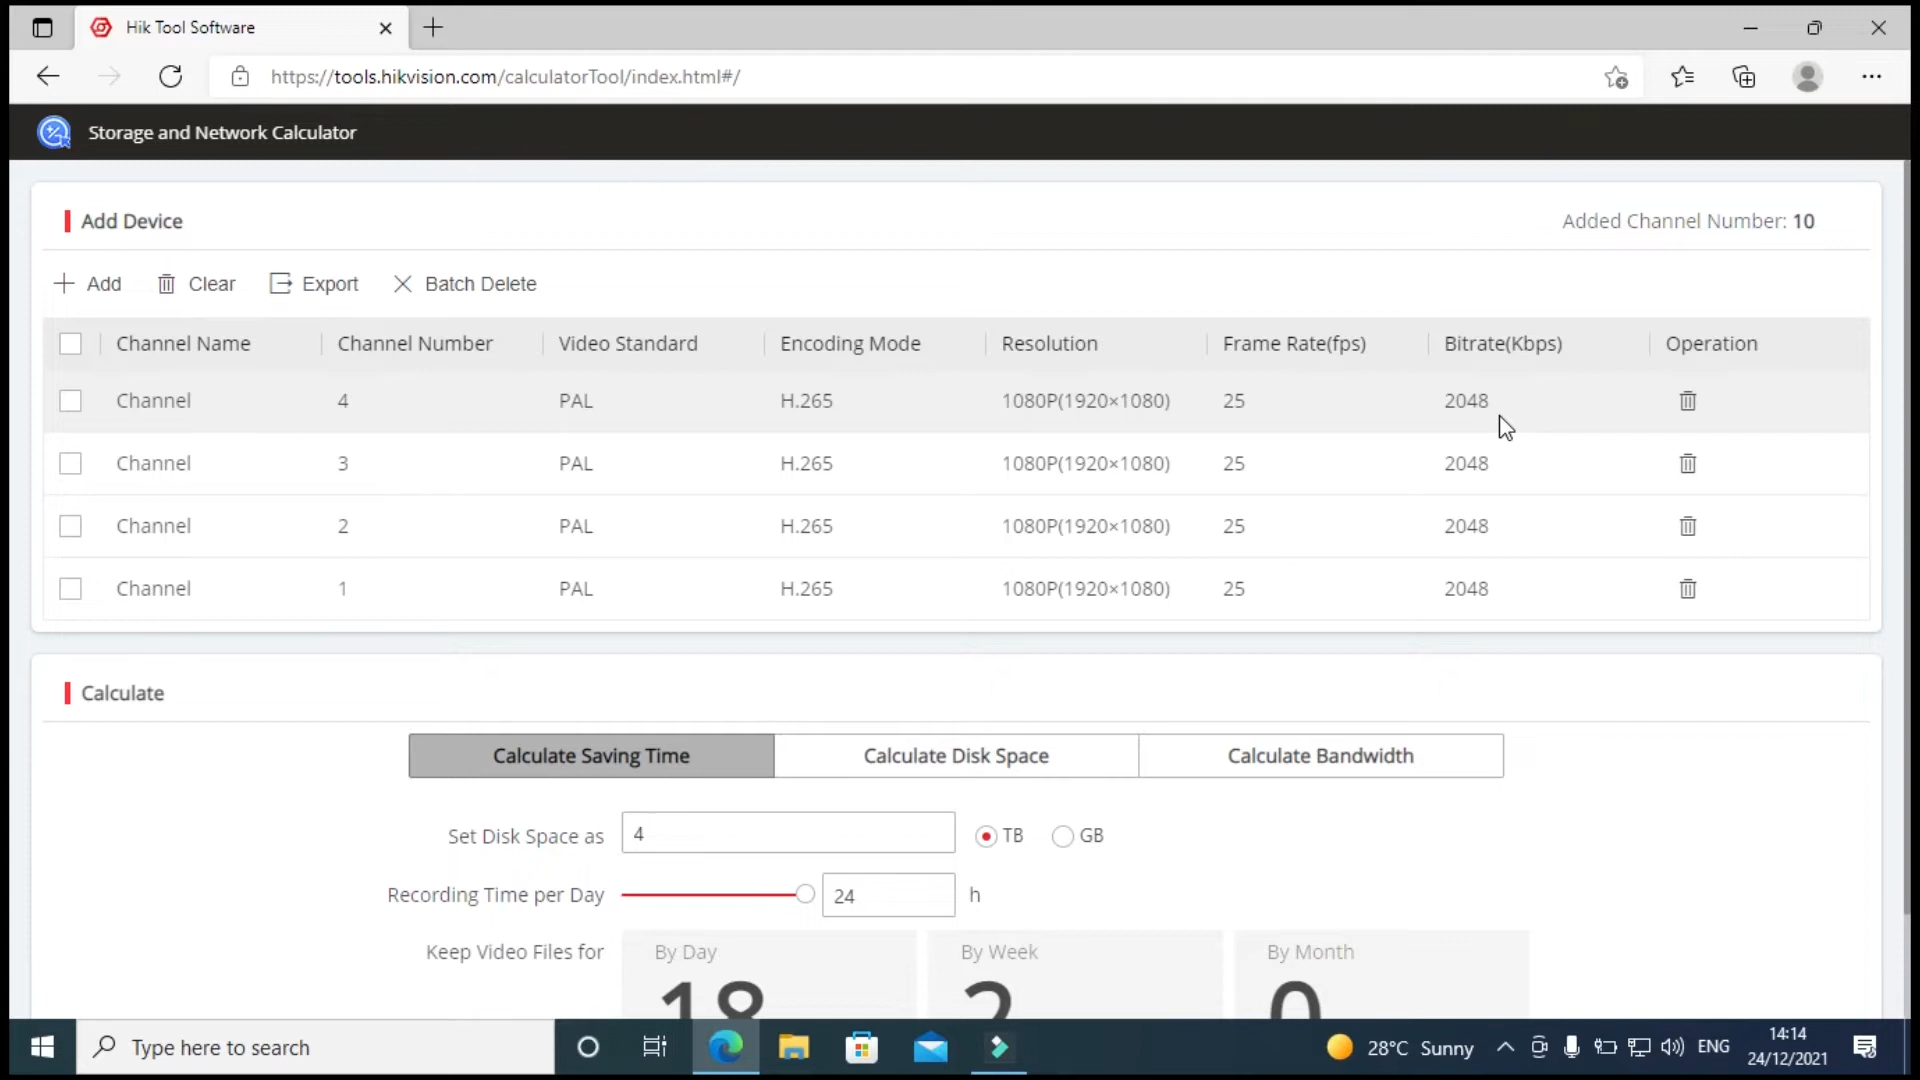 Hik Tool Software
https://tools.hikvision.com/calculatorTool/index.html#/
Storage and Network Calculator
Add Device
Added Channel Number: 10
Add Clear Export Batch Delete
Channel Name Channel Number Video Standard Encoding Mode Resolution Frame Rate(fps) Bitrate(Kbps) Operation
Channel 4 PAL H.265 1080P(1920×1080) 25 2048
Channel 3 PAL H.265 1080P(1920×1080) 25 2048
Channel 2 PAL H.265 1080P(1920×1080) 25 2048
Channel 1 PAL H.265 1080P(1920×1080) 25 2048
Calculate
Calculate Saving Time Calculate Disk Space Calculate Bandwidth
Set Disk Space as 4 TB GB
Recording Time per Day 24 h
Keep Video Files for By Day By Week By Month
18 2 0
Type here to search
28°C Sunny ENG 14:14
24/12/2021